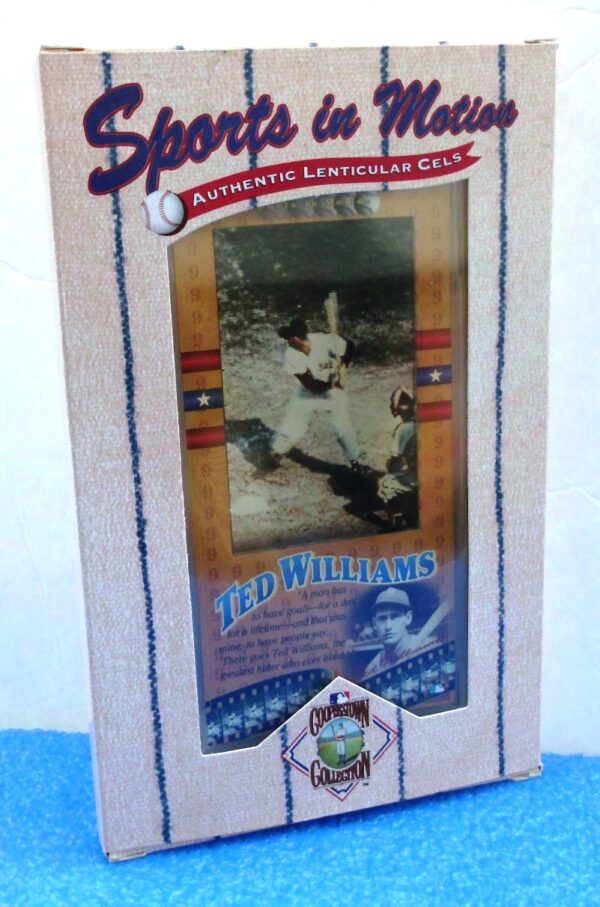 Sports in Motion
AUTHENTIC LENTICULAR CELS
TED WILLIAMS
"A man has
to have goals—for a day,
for a lifetime—and that was
mine, to have people say,
'There goes Ted Williams, the
greatest hitter who ever lived.'"
COOPERSTOWN
COLLECTION